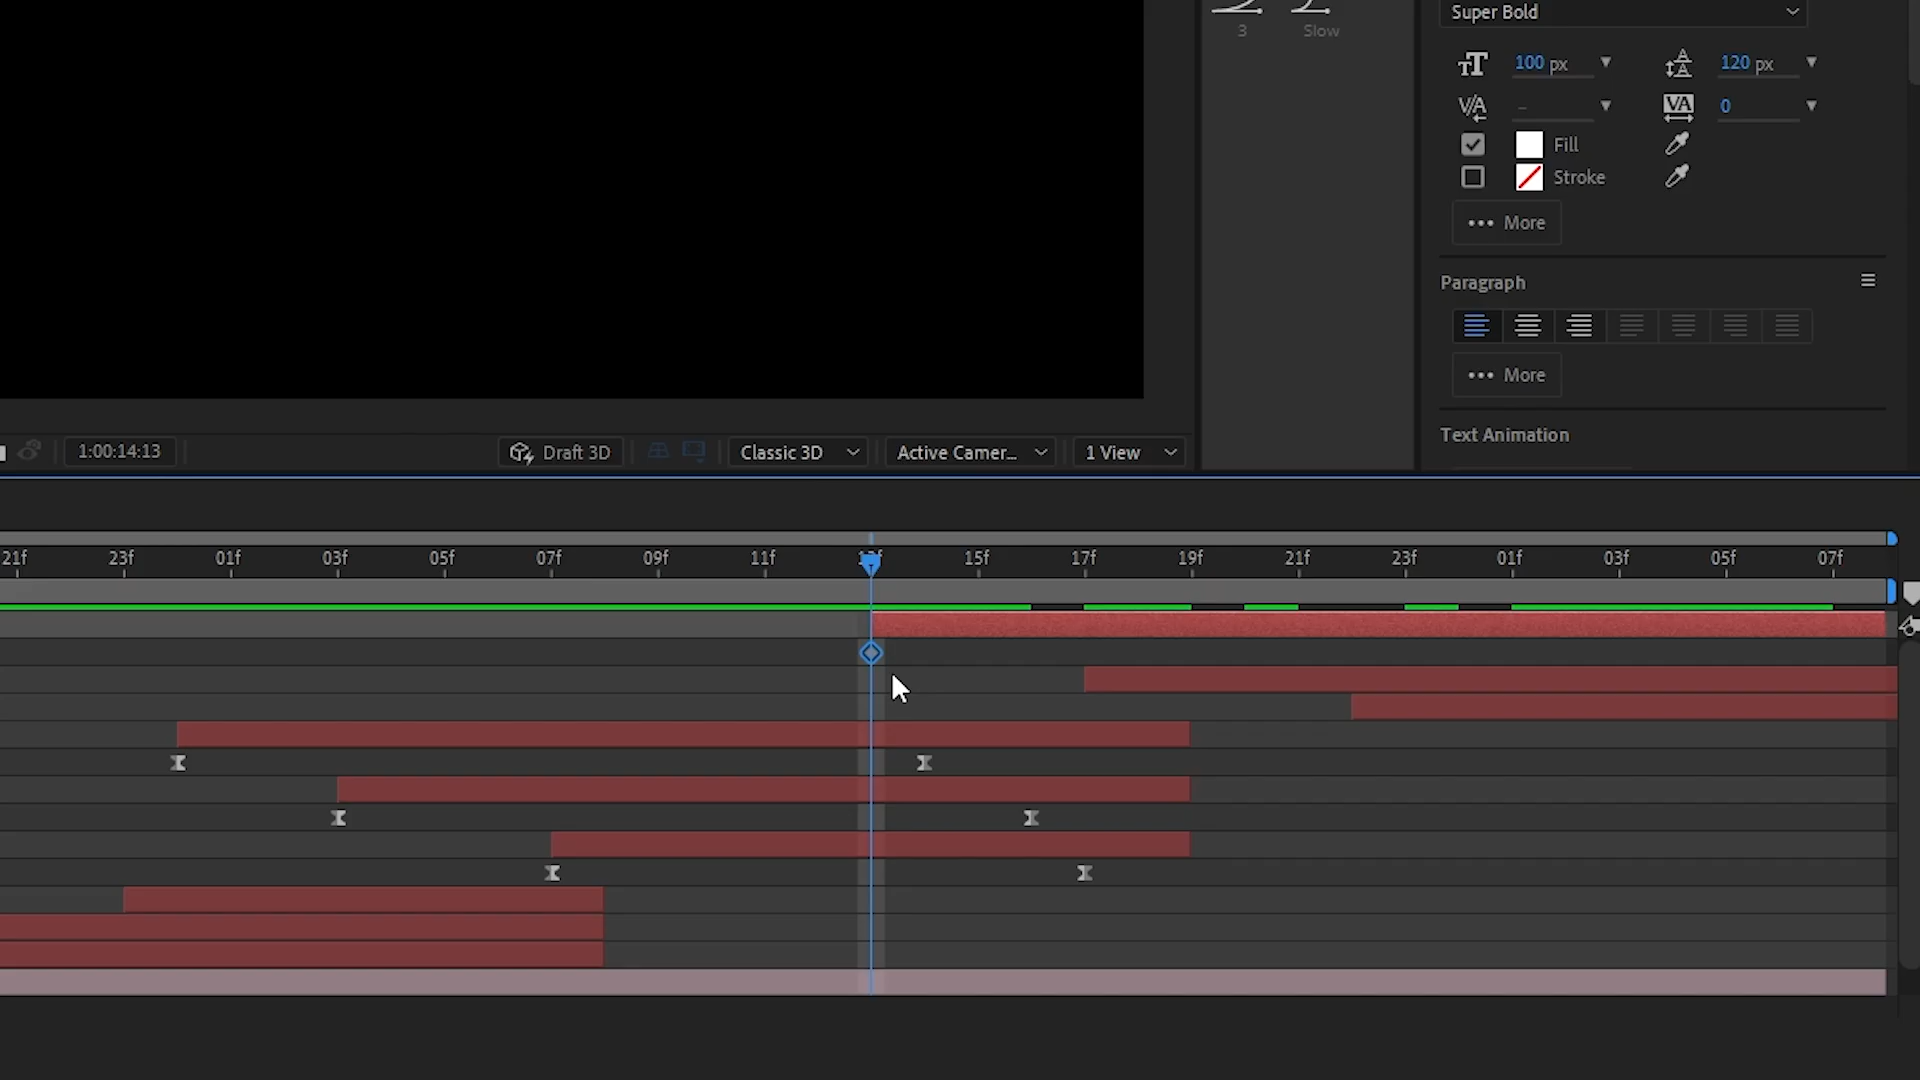 Super Bold
3
Slow
100 px
120 px
0
Fill
Stroke
More
Paragraph
More
Text Animation
1:00:14:13
Draft 3D
Classic 3D
Active Camer...
1 View
21f 23f 01f 03f 05f 07f 09f 11f 15f 17f 19f 21f 23f 01f 03f 05f 07f